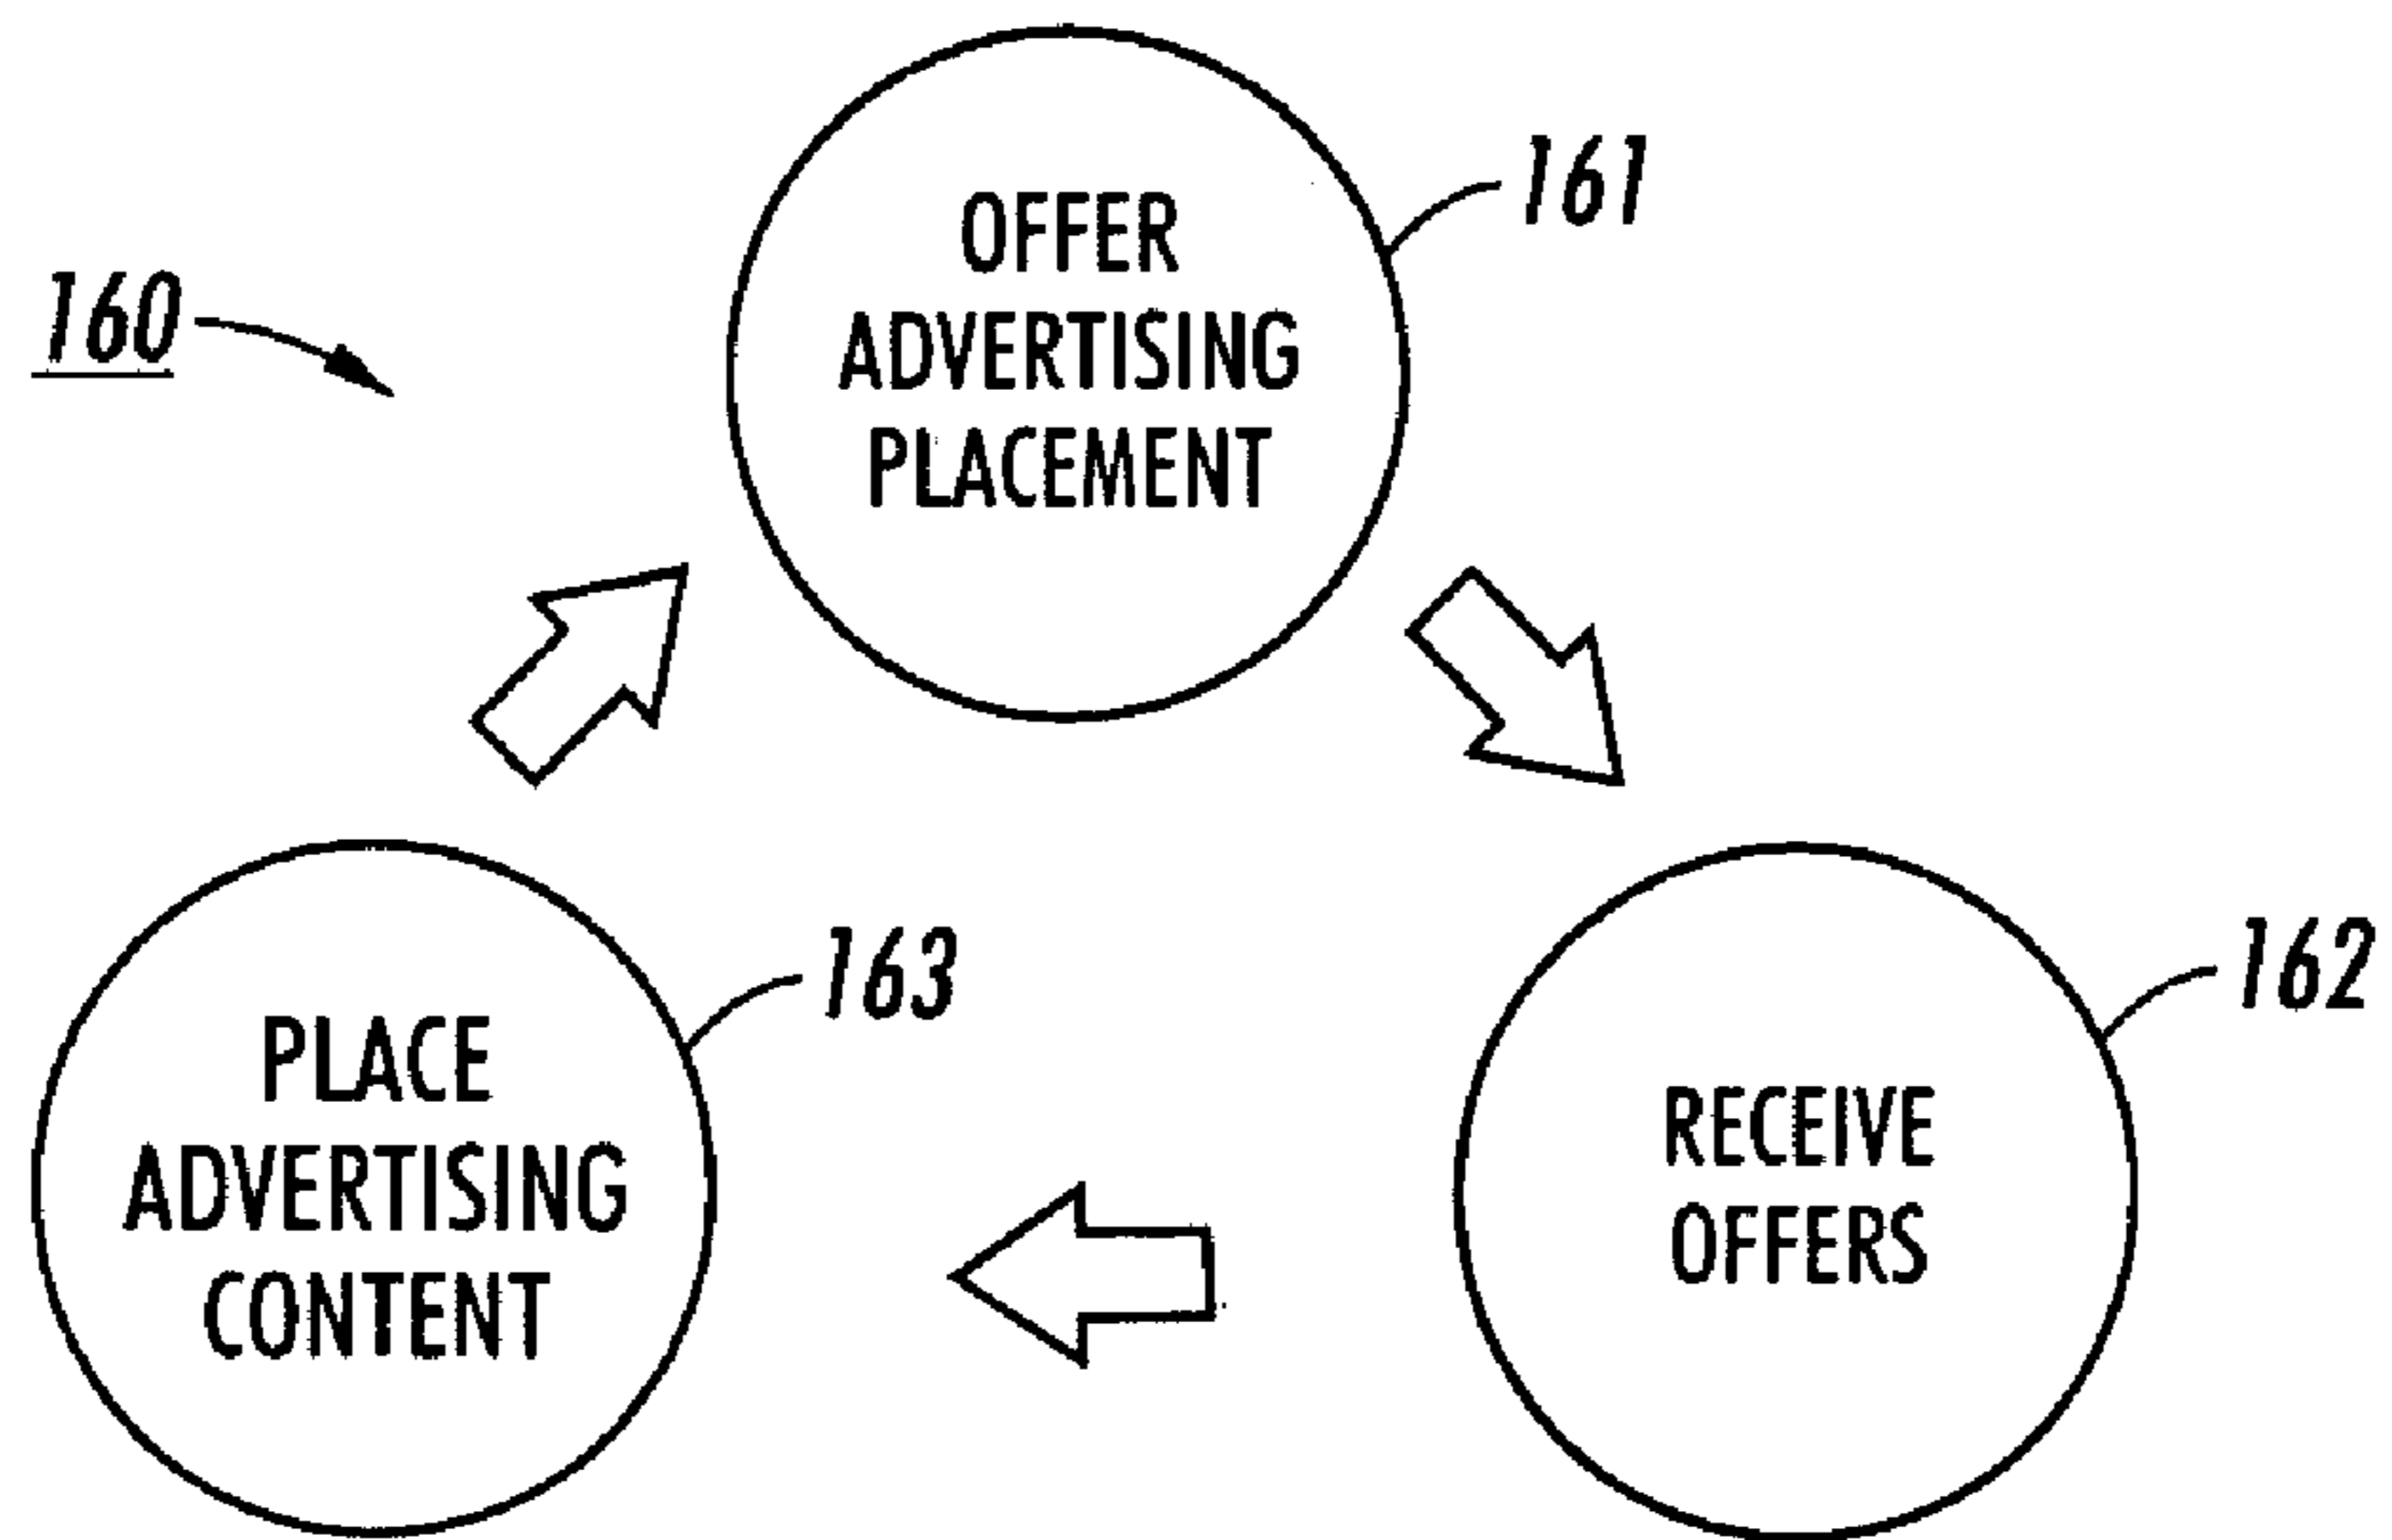 OFFER
ADVERTISING
PLACEMENT
161
160
PLACE
ADVERTISING
CONTENT
163
RECEIVE
OFFERS
162